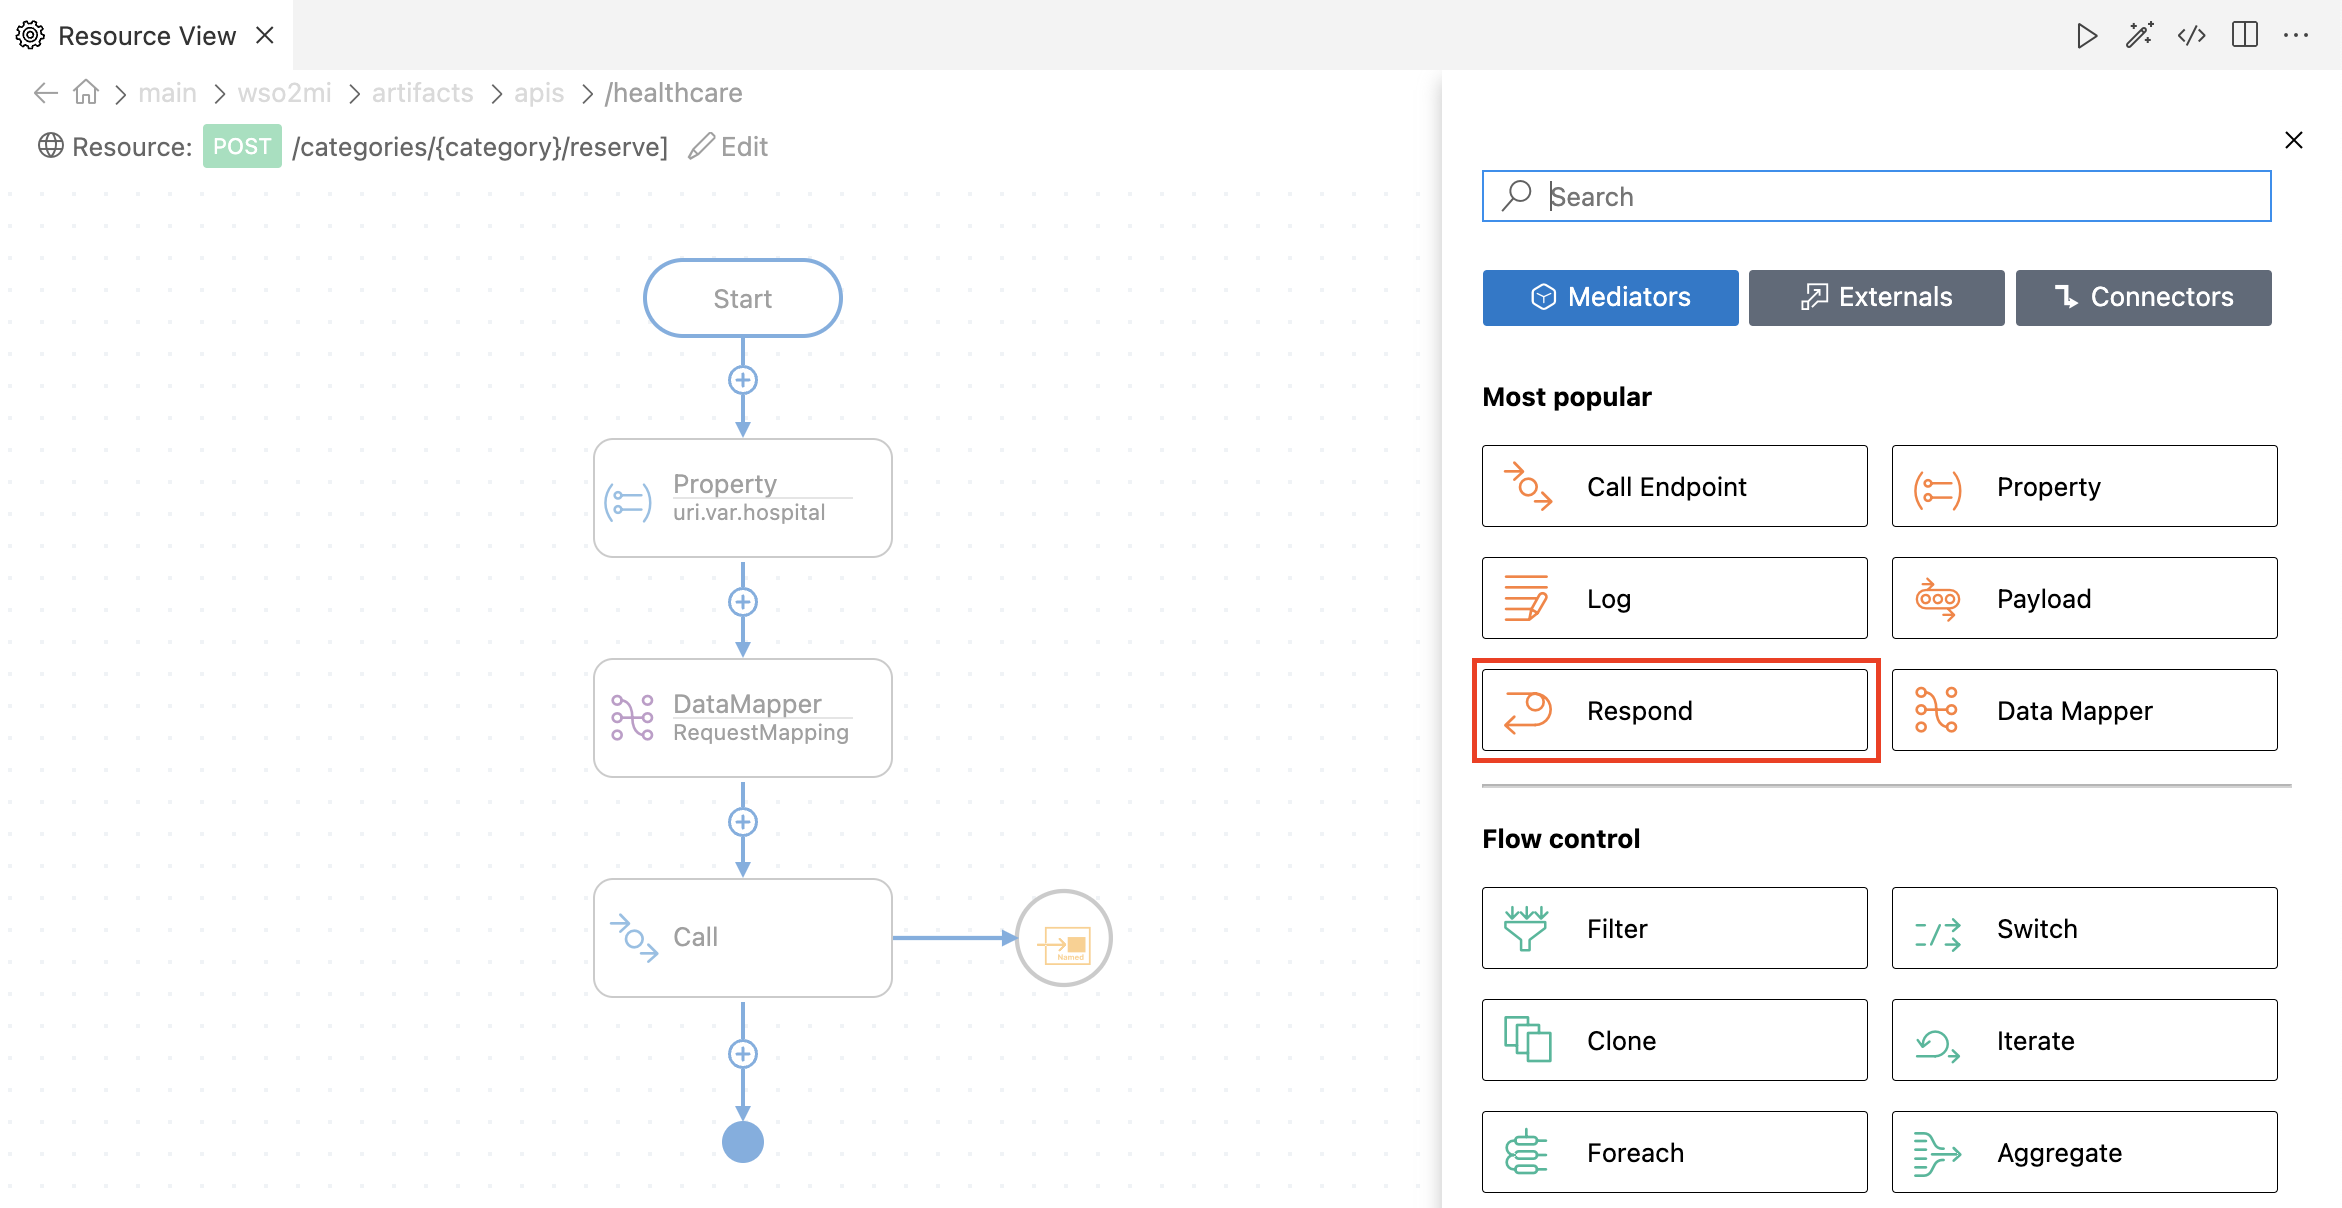 Resource View
main wso2mi artifacts apis /healthcare
Resource: POST /categories/{category}/reserve] Edit
Start
Property
uri.var.hospital
DataMapper
RequestMapping
Call
Named
Search
Mediators Externals Connectors
Most popular
Call Endpoint Property
Log Payload
Respond Data Mapper
Flow control
Filter Switch
Clone Iterate
Foreach Aggregate